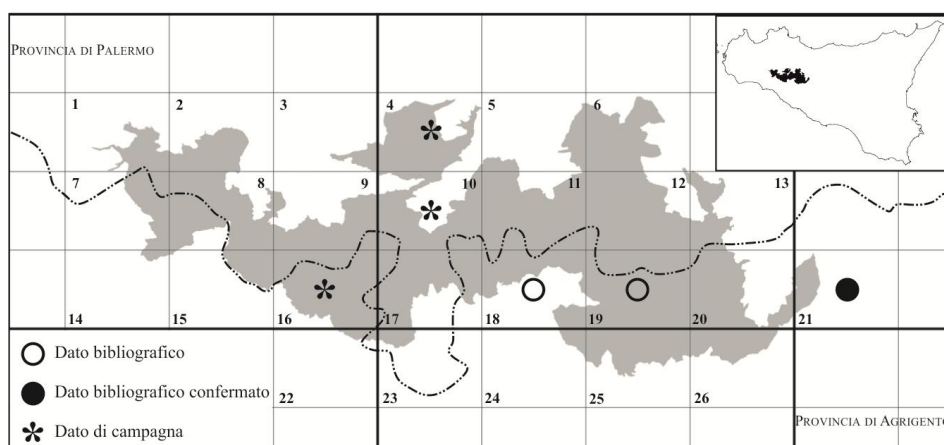 PROVINCIA DI PALERMO
1 2 3 4 5 6
7 8 9 10 11 12 13
14 15 16 17 18 19 20 21
Dato bibliografico
Dato bibliografico confermato
22 23 24 25 26
Dato di campagna
PROVINCIA DI AGRIGENTO